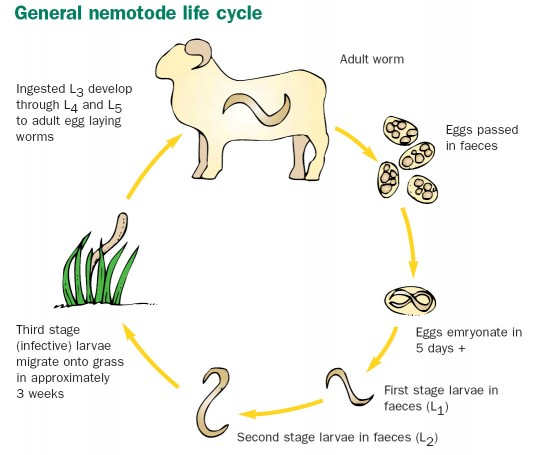 General nemotode life cycle
Adult worm
Eggs passed
in faeces
Eggs emryonate in
5 days +
First stage larvae in
faeces (L1)
Second stage larvae in faeces (L2)
Third stage
(infective) larvae
migrate onto grass
in approximately
3 weeks
Ingested L3 develop
through L4 and L5
to adult egg laying
worms